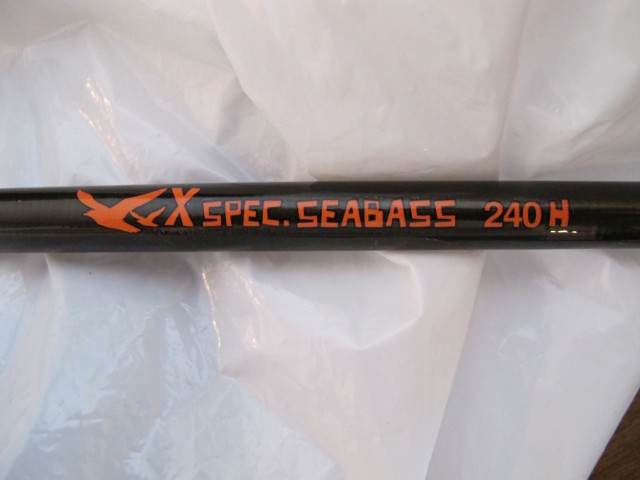 X SPEC. SEABASS 240 H